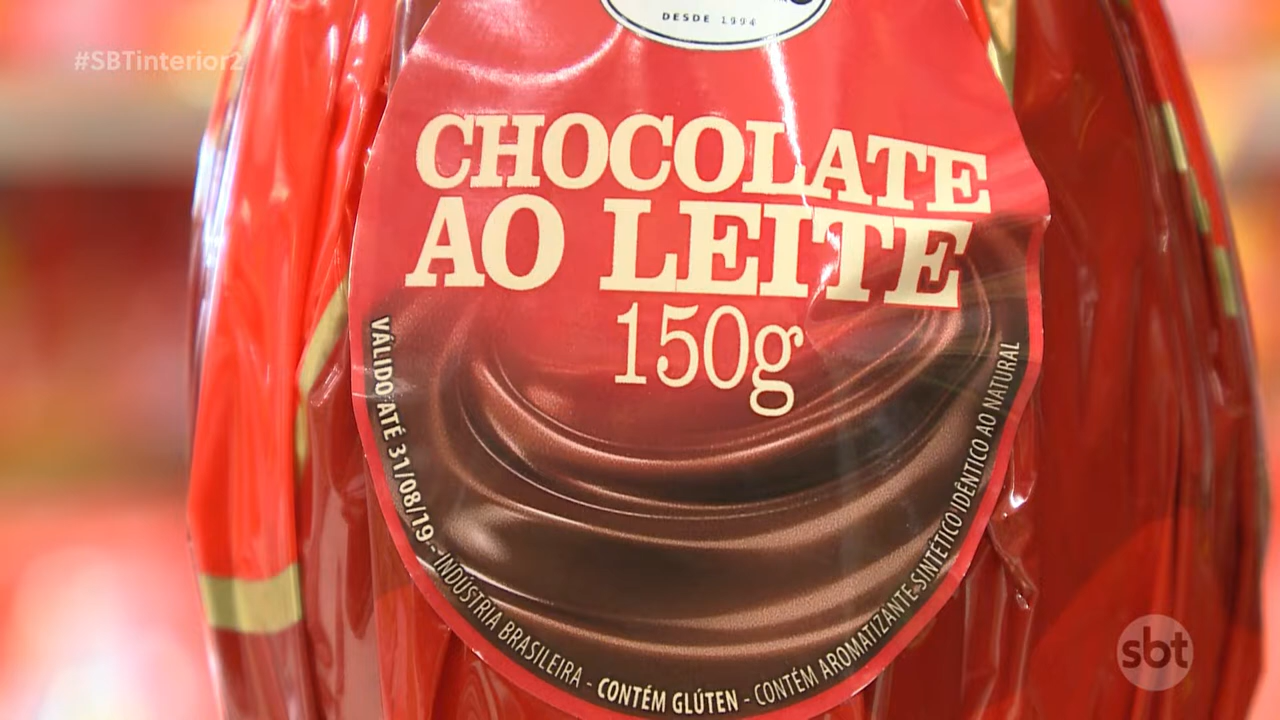 DESDE 1994
#SBTinterior2
CHOCOLATE
AO LEITE
150g
VÁLIDO ATÉ 31/08/19 - INDÚSTRIA BRASILEIRA - CONTÉM GLÚTEN - CONTÉM AROMATIZANTE SINTÉTICO IDÊNTICO AO NATURAL
sbt